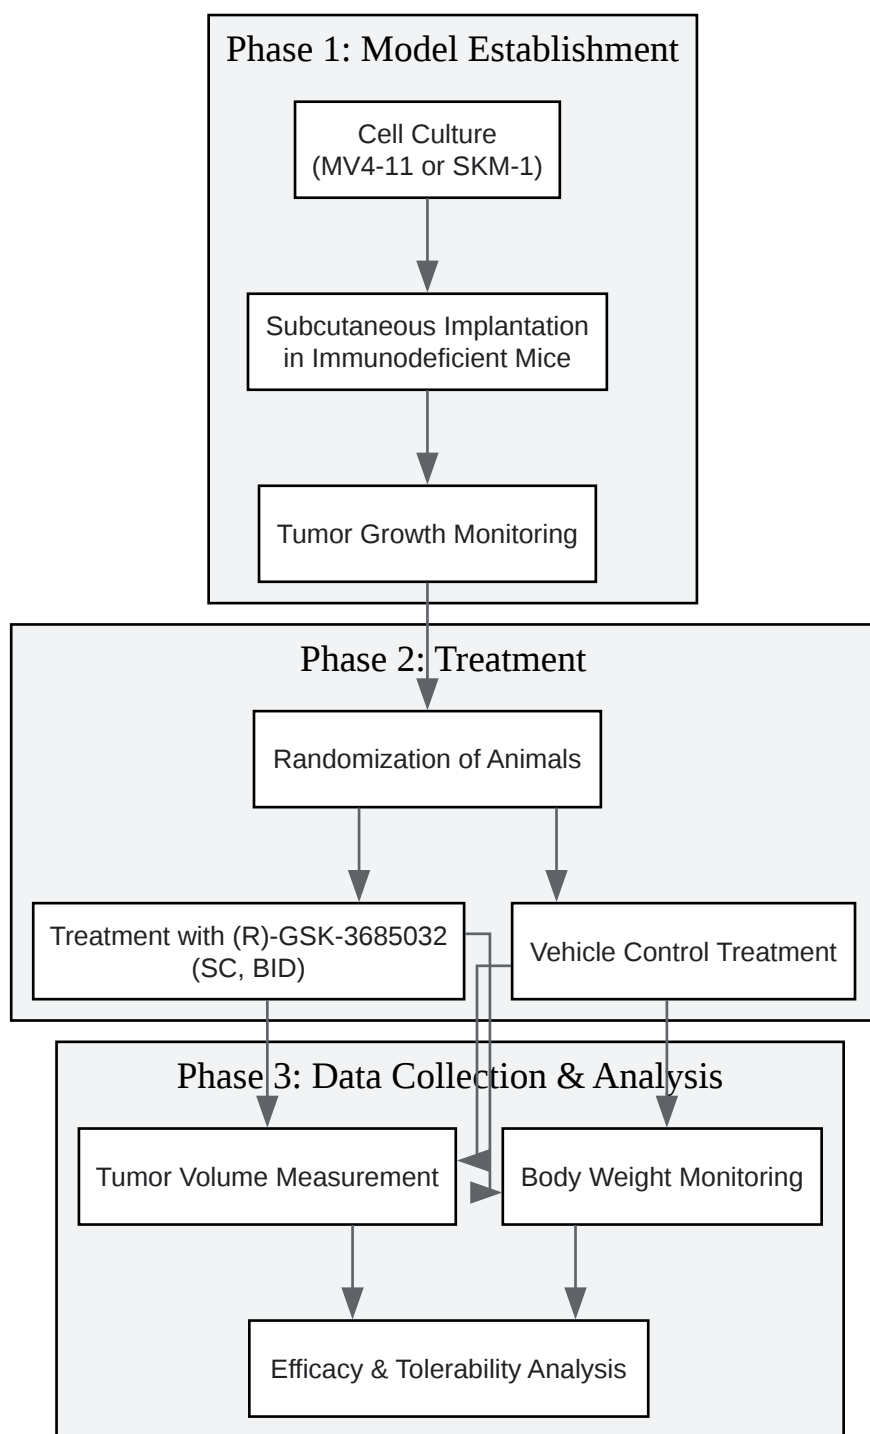 Phase 1: Model Establishment
Cell Culture
(MV4-11 or SKM-1)
Subcutaneous Implantation
in Immunodeficient Mice
Tumor Growth Monitoring
Phase 2: Treatment
Randomization of Animals
Treatment with (R)-GSK-3685032
(SC, BID)
Vehicle Control Treatment
Phase 3: Data Collection & Analysis
Tumor Volume Measurement
Body Weight Monitoring
Efficacy & Tolerability Analysis